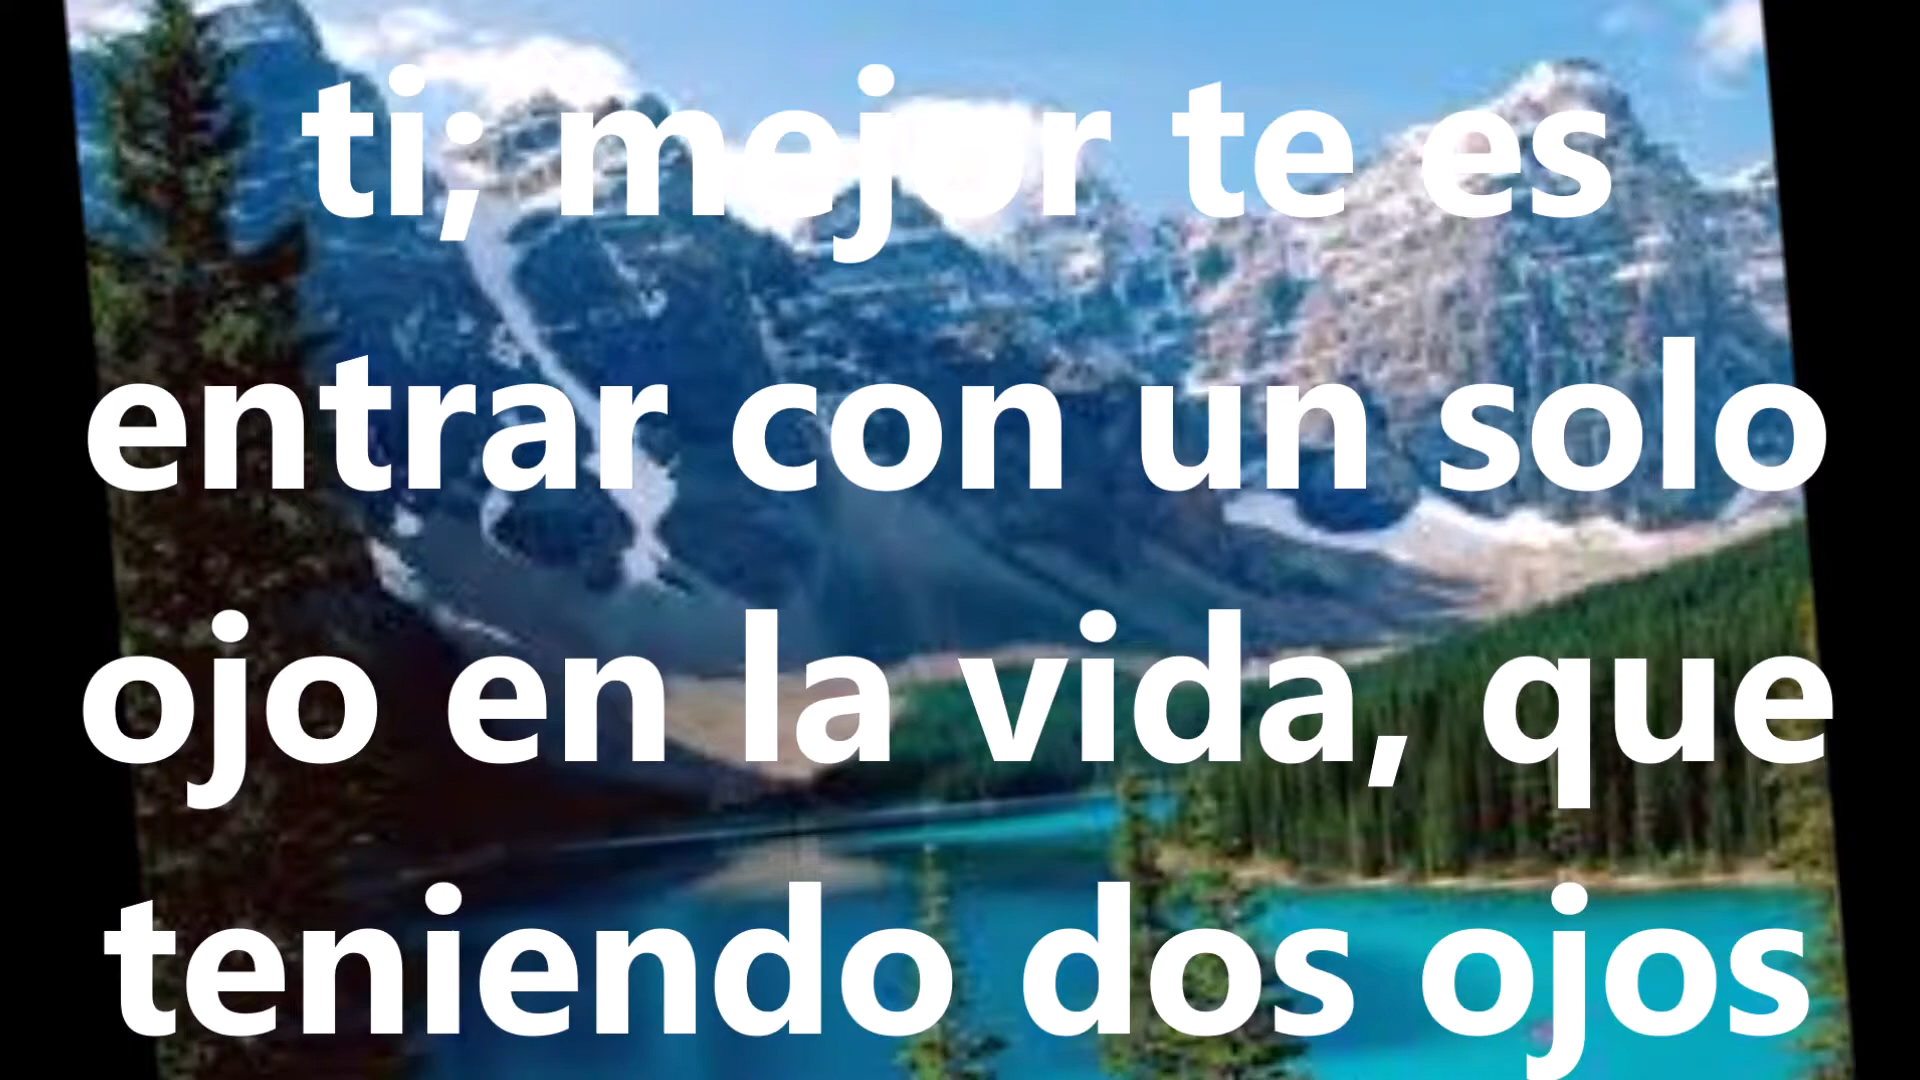 ti; mejor te es
entrar con un solo
ojo en la vida, que
teniendo dos ojos